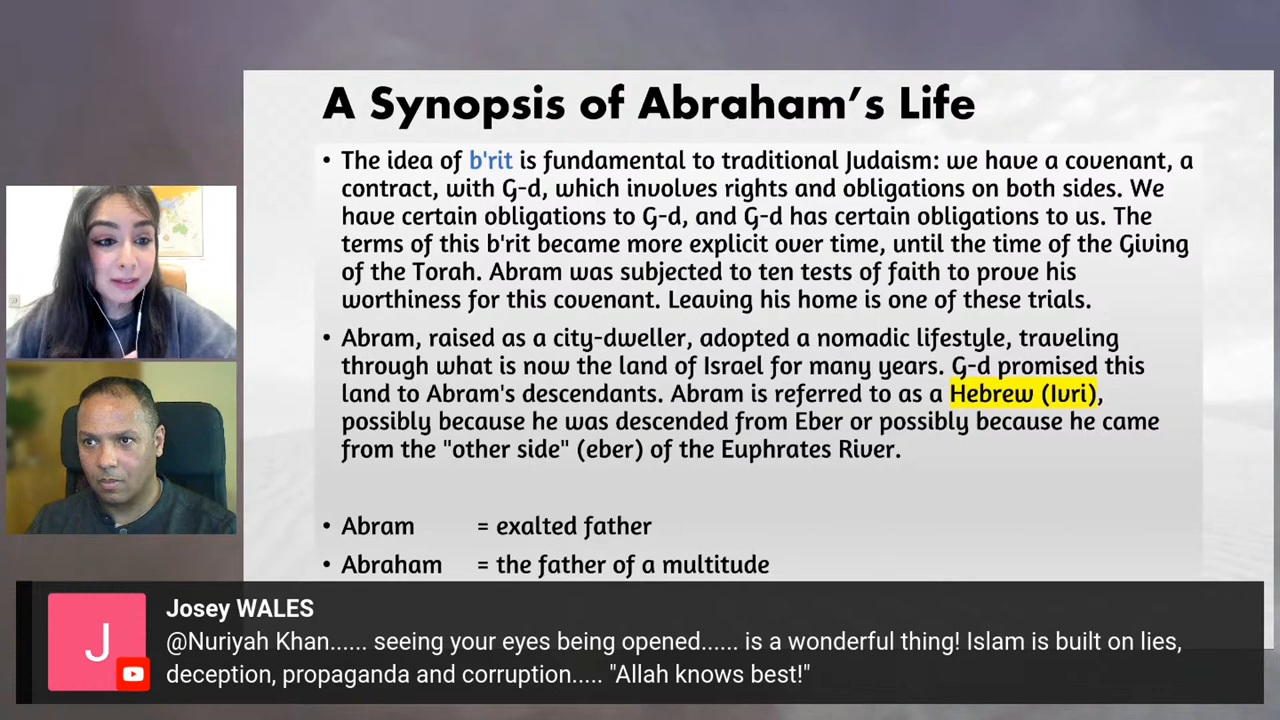 A Synopsis of Abraham’s Life
• The idea of b'rit is fundamental to traditional Judaism: we have a covenant, a
contract, with G-d, which involves rights and obligations on both sides. We
have certain obligations to G-d, and G-d has certain obligations to us. The
terms of this b'rit became more explicit over time, until the time of the Giving
of the Torah. Abram was subjected to ten tests of faith to prove his
worthiness for this covenant. Leaving his home is one of these trials.
• Abram, raised as a city-dweller, adopted a nomadic lifestyle, traveling
through what is now the land of Israel for many years. G-d promised this
land to Abram's descendants. Abram is referred to as a Hebrew (Ivri),
possibly because he was descended from Eber or possibly because he came
from the "other side" (eber) of the Euphrates River.
• Abram = exalted father
• Abraham = the father of a multitude
J
Josey WALES
@Nuriyah Khan...... seeing your eyes being opened...... is a wonderful thing! Islam is built on lies,
deception, propaganda and corruption..... "Allah knows best!"